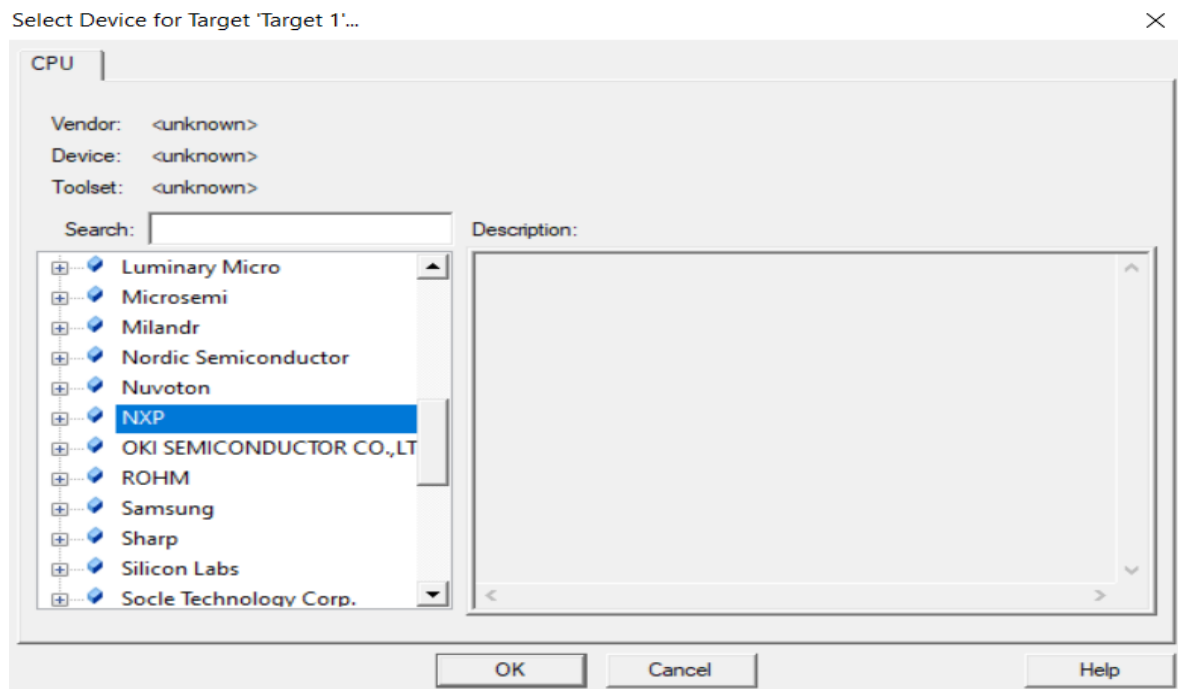 Select Device for Target 'Target 1'...
CPU
Vendor: <unknown>
Device: <unknown>
Toolset: <unknown>
Search:
Description:
Luminary Micro
Microsemi
Milandr
Nordic Semiconductor
Nuvoton
NXP
OKI SEMICONDUCTOR CO.,LT
ROHM
Samsung
Sharp
Silicon Labs
Socle Technology Corp.
OK
Cancel
Help